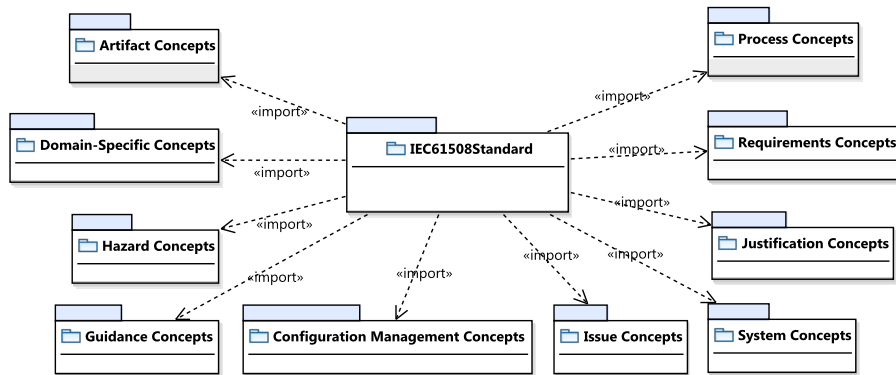 Artifact Concepts
Process Concepts
«import»
«import»
Domain-Specific Concepts
IEC61508Standard
Requirements Concepts
«import»
«import»
Hazard Concepts
«import»
«import»
Justification Concepts
«import»
«import»
«import»
«import»
Guidance Concepts
Configuration Management Concepts
Issue Concepts
System Concepts